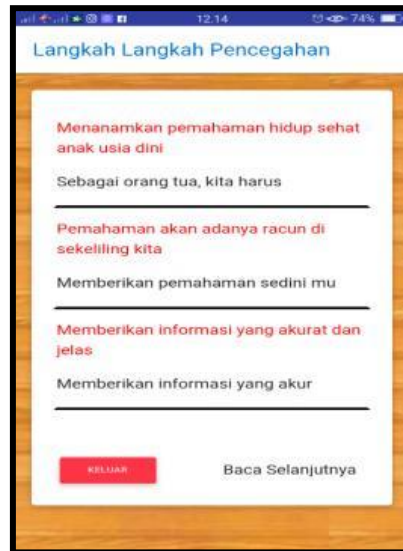 12.14
74%
Langkah Langkah Pencegahan
Menanamkan pemahaman hidup sehat
anak usia dini
Sebagai orang tua, kita harus
Pemahaman akan adanya racun di
sekeliling kita
Memberikan pemahaman sedini mu
Memberikan informasi yang akurat dan
jelas
Memberikan informasi yang akur
KELUAR
Baca Selanjutnya